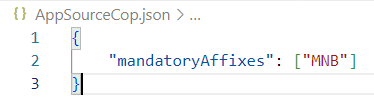 AppSourceCop.json > ...
1 {
2 "mandatoryAffixes": ["MNB"]
3 }